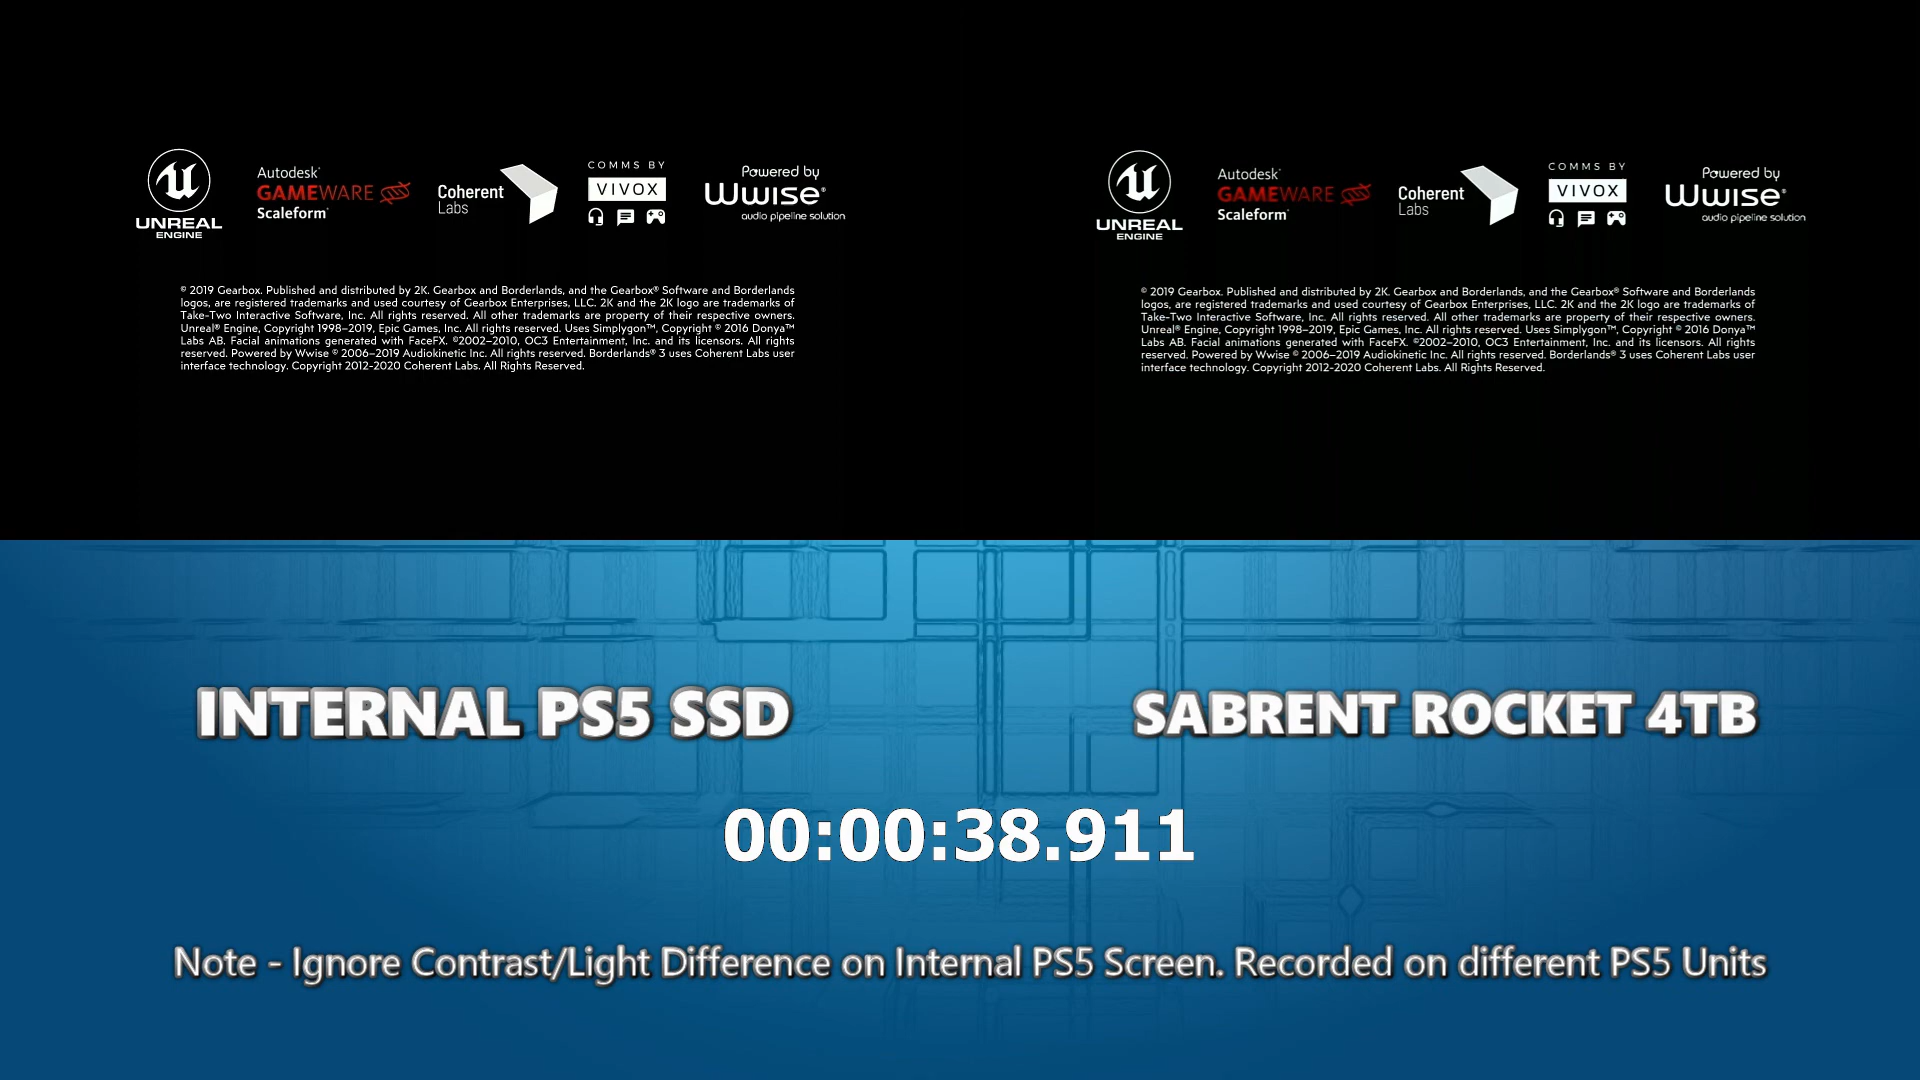 UNREAL
ENGINE
Autodesk®
GAMEWARE
Scaleform®
Coherent
Labs
COMMS BY
VIVOX
Powered by
Wwise®
audio pipeline solution
© 2019 Gearbox. Published and distributed by 2K. Gearbox and Borderlands, and the Gearbox® Software and Borderlands
logos, are registered trademarks and used courtesy of Gearbox Enterprises, LLC. 2K and the 2K logo are trademarks of
Take-Two Interactive Software, Inc. All rights reserved. All other trademarks are property of their respective owners.
Unreal® Engine, Copyright 1998–2019, Epic Games, Inc. All rights reserved. Uses Simplygon™, Copyright © 2016 Donya™
Labs AB. Facial animations generated with FaceFX. ©2002–2010, OC3 Entertainment, Inc. and its licensors. All rights
reserved. Powered by Wwise © 2006–2019 Audiokinetic Inc. All rights reserved. Borderlands® 3 uses Coherent Labs user
interface technology. Copyright 2012-2020 Coherent Labs. All Rights Reserved.
UNREAL
ENGINE
Autodesk®
GAMEWARE
Scaleform®
Coherent
Labs
COMMS BY
VIVOX
Powered by
Wwise®
audio pipeline solution
© 2019 Gearbox. Published and distributed by 2K. Gearbox and Borderlands, and the Gearbox® Software and Borderlands
logos, are registered trademarks and used courtesy of Gearbox Enterprises, LLC. 2K and the 2K logo are trademarks of
Take-Two Interactive Software, Inc. All rights reserved. All other trademarks are property of their respective owners.
Unreal® Engine, Copyright 1998–2019, Epic Games, Inc. All rights reserved. Uses Simplygon™, Copyright © 2016 Donya™
Labs AB. Facial animations generated with FaceFX. ©2002–2010, OC3 Entertainment, Inc. and its licensors. All rights
reserved. Powered by Wwise © 2006–2019 Audiokinetic Inc. All rights reserved. Borderlands® 3 uses Coherent Labs user
interface technology. Copyright 2012-2020 Coherent Labs. All Rights Reserved.
INTERNAL PS5 SSD
SABRENT ROCKET 4TB
00:00:38.911
Note - Ignore Contrast/Light Difference on Internal PS5 Screen. Recorded on different PS5 Units